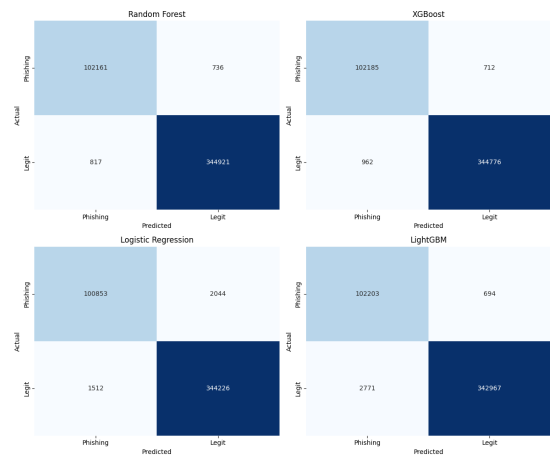 Random Forest
XGBoost
Phishing
102161
736
Phishing
102185
712
Actual
Actual
Legit
817
344921
Legit
962
344776
Phishing
Legit
Phishing
Legit
Predicted
Predicted
Logistic Regression
LightGBM
Phishing
100853
2044
Phishing
102203
694
Actual
Actual
Legit
1512
344226
Legit
2771
342967
Phishing
Legit
Phishing
Legit
Predicted
Predicted